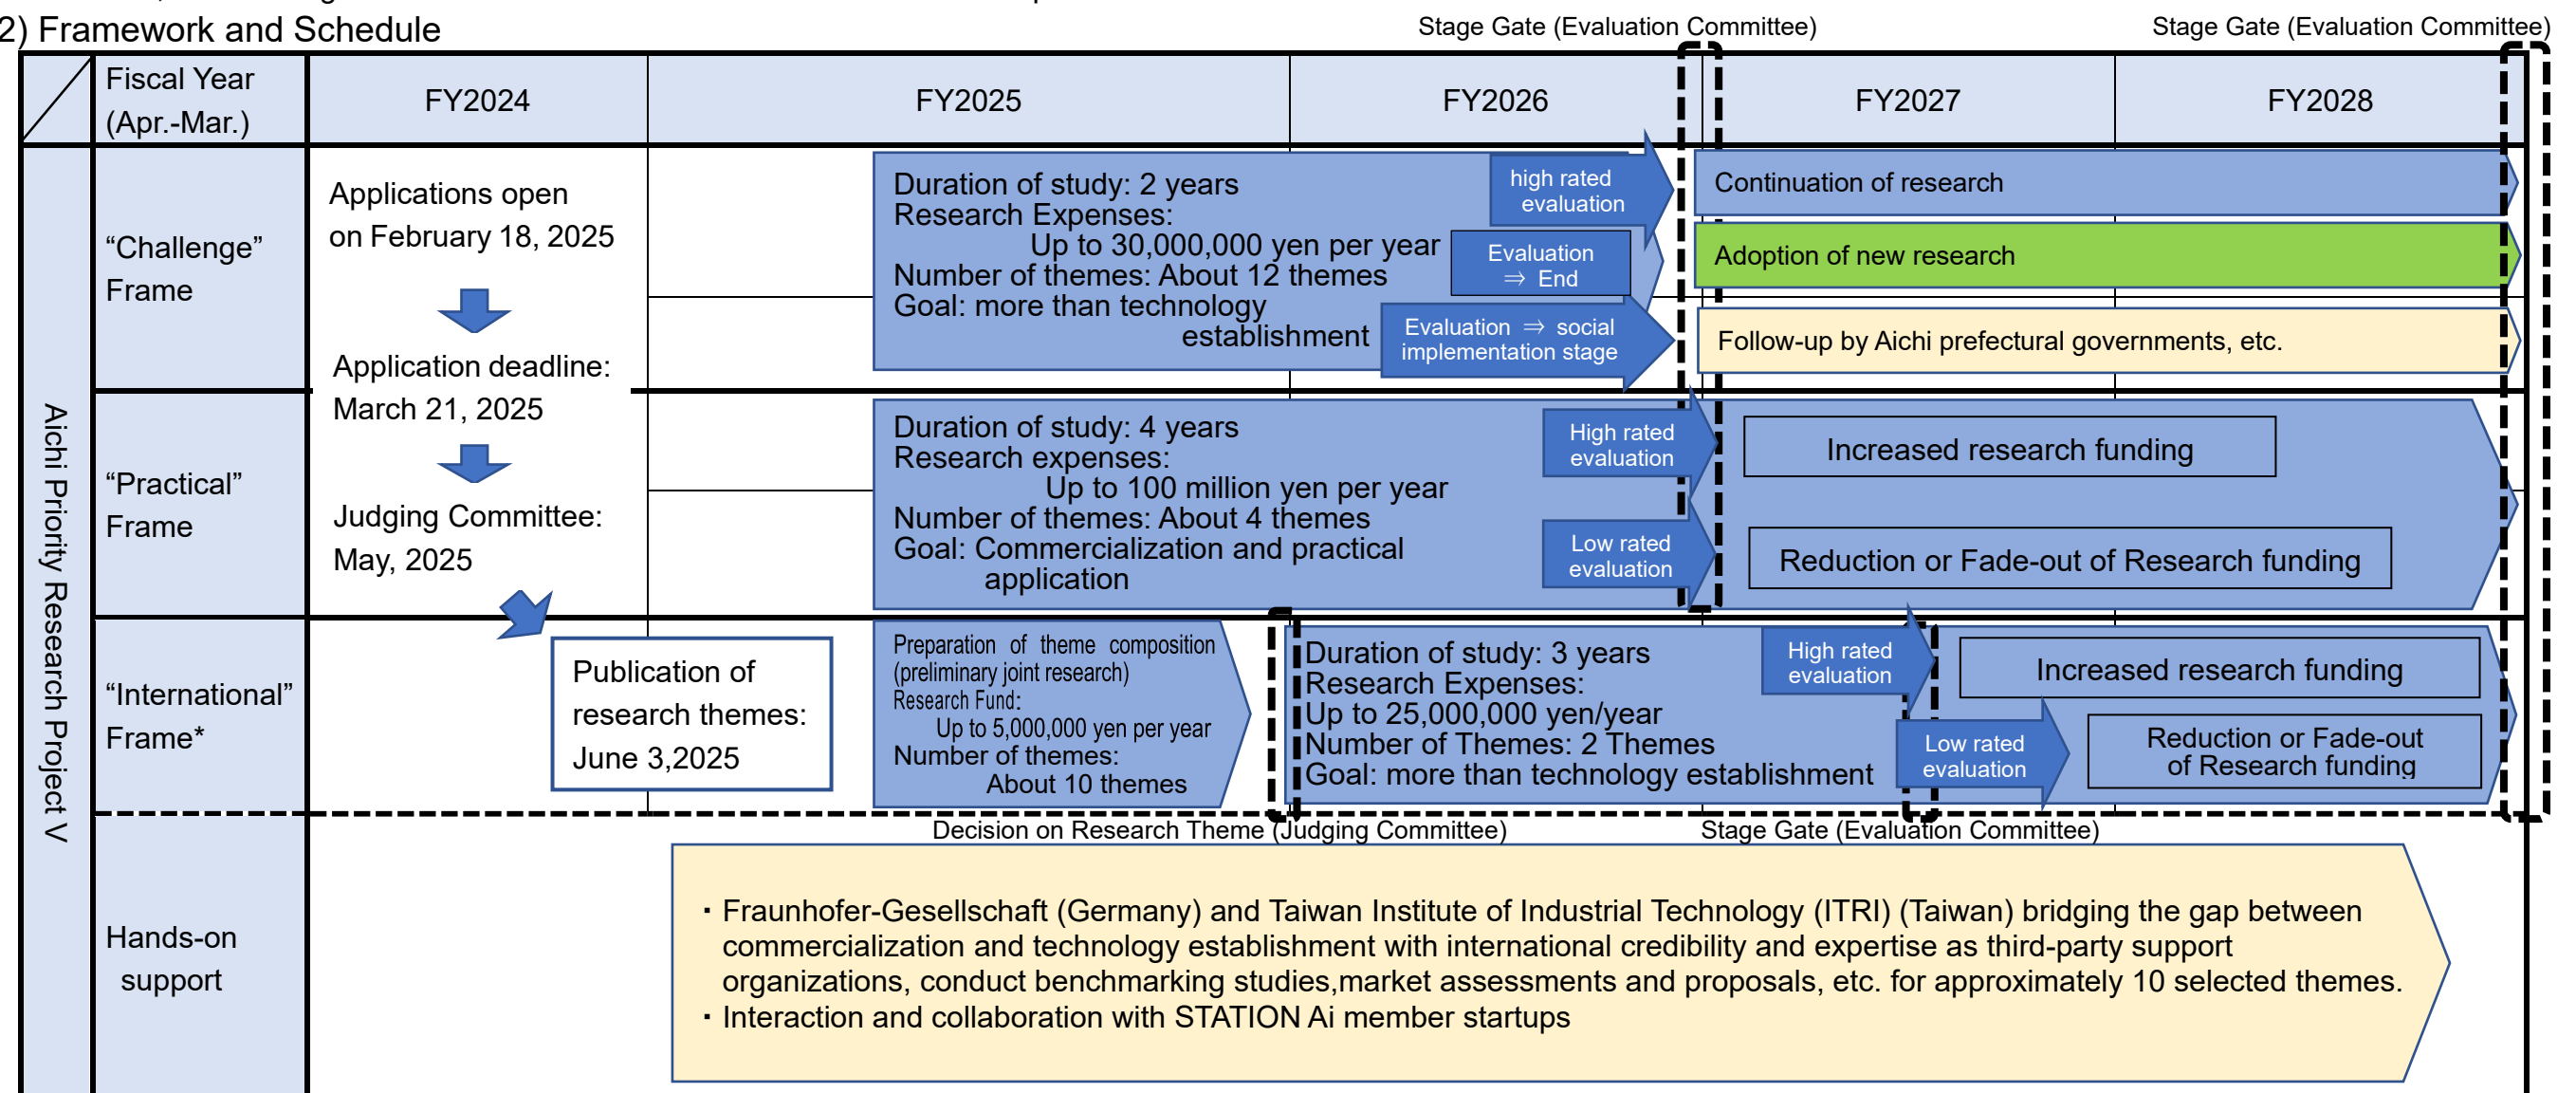 2) Framework and Schedule
Stage Gate (Evaluation Committee)
Stage Gate (Evaluation Committee)
Fiscal Year
(Apr.-Mar.)
FY2024
FY2025
FY2026
FY2027
FY2028
Aichi Priority Research Project V
“Challenge”
Frame
Applications open
on February 18, 2025
Application deadline:
March 21, 2025
Judging Committee:
May, 2025
Duration of study: 2 years
Research Expenses:
Up to 30,000,000 yen per year
Number of themes: About 12 themes
Goal: more than technology
establishment
high rated
evaluation
Evaluation
⇒ End
Evaluation ⇒ social
implementation stage
Continuation of research
Adoption of new research
Follow-up by Aichi prefectural governments, etc.
“Practical”
Frame
Duration of study: 4 years
Research expenses:
Up to 100 million yen per year
Number of themes: About 4 themes
Goal: Commercialization and practical
application
High rated
evaluation
Low rated
evaluation
Increased research funding
Reduction or Fade-out of Research funding
“International”
Frame*
Publication of
research themes:
June 3,2025
Preparation of theme composition
(preliminary joint research)
Research Fund:
Up to 5,000,000 yen per year
Number of themes:
About 10 themes
Duration of study: 3 years
Research Expenses:
Up to 25,000,000 yen/year
Number of Themes: 2 Themes
Goal: more than technology establishment
High rated
evaluation
Low rated
evaluation
Increased research funding
Reduction or Fade-out
of Research funding
Decision on Research Theme (Judging Committee)
Stage Gate (Evaluation Committee)
Hands-on
support
・Fraunhofer-Gesellschaft (Germany) and Taiwan Institute of Industrial Technology (ITRI) (Taiwan) bridging the gap between
commercialization and technology establishment with international credibility and expertise as third-party support
organizations, conduct benchmarking studies,market assessments and proposals, etc. for approximately 10 selected themes.
・Interaction and collaboration with STATION Ai member startups